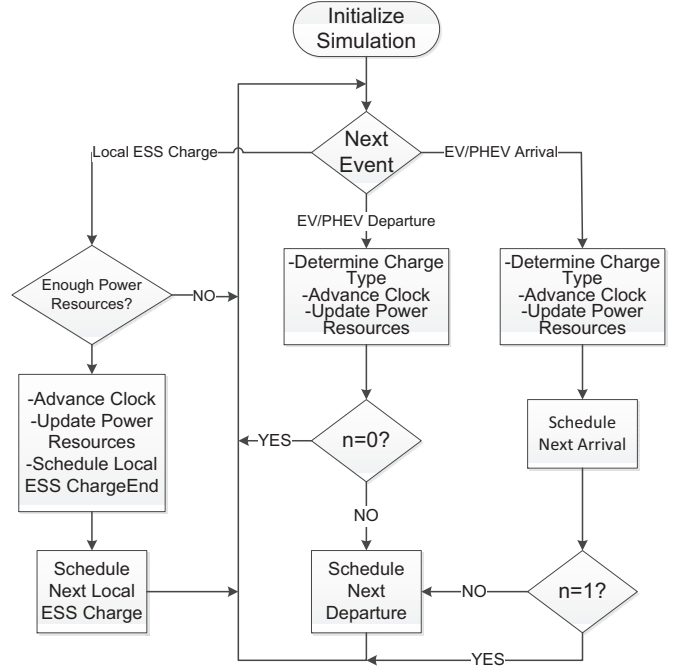 Initialize
Simulation
Next
Event
Local ESS Charge
EV/PHEV Arrival
EV/PHEV Departure
Enough Power
Resources?
NO
-Determine Charge
Type
-Advance Clock
-Update Power
Resources
-Determine Charge
Type
-Advance Clock
-Update Power
Resources
-Advance Clock
-Update Power
Resources
-Schedule Local
ESS ChargeEnd
YES
n=0?
Schedule
Next Arrival
NO
Schedule
Next Local
ESS Charge
Schedule
Next
Departure
NO
n=1?
YES